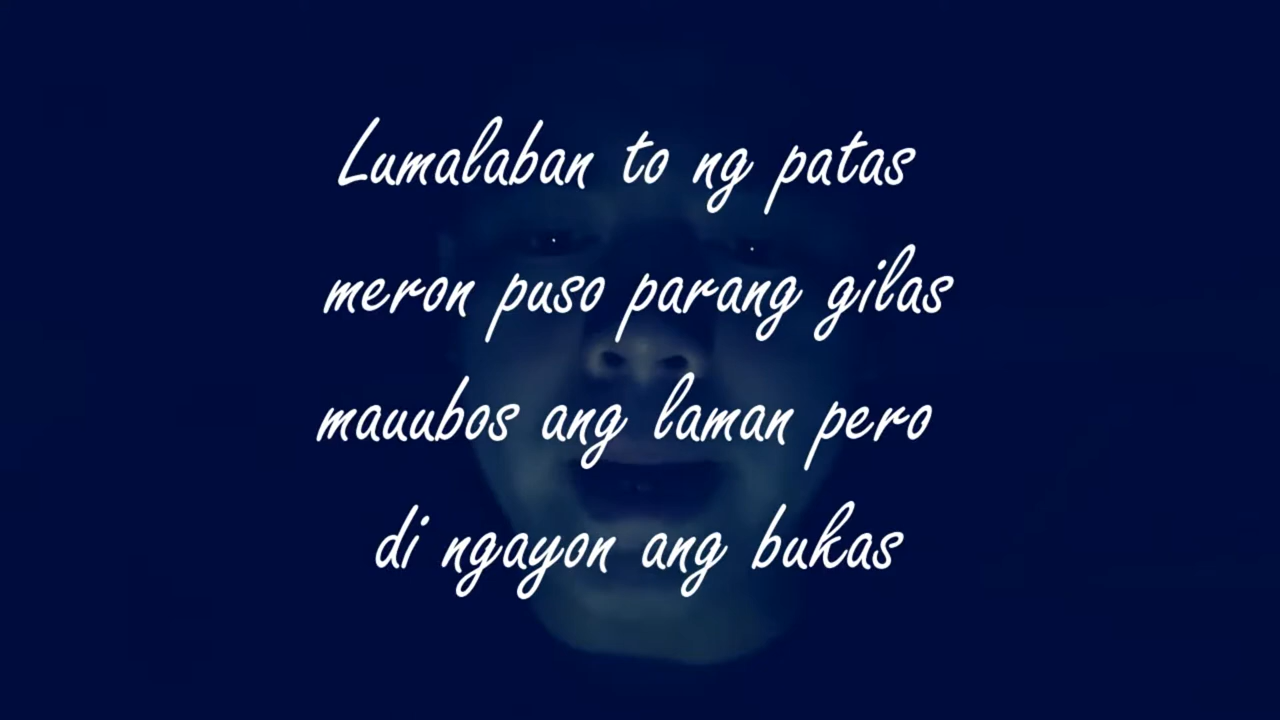 Lumalaban to ng patas
meron puso parang gilas
mauubos ang laman pero
di ngayon ang bukas